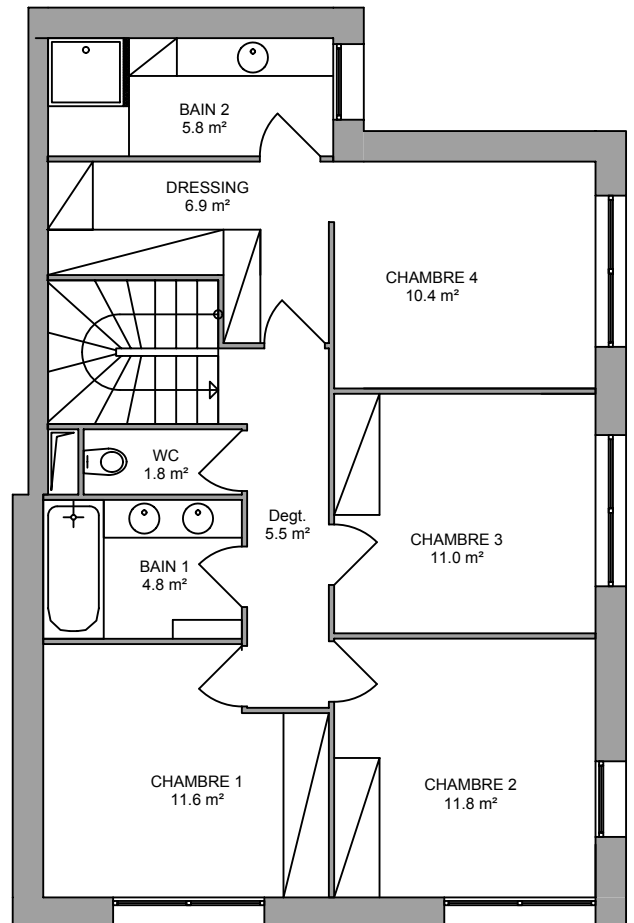 BAIN 2
5.8 m²
DRESSING
6.9 m²
CHAMBRE 4
10.4 m²
WC
1.8 m²
Degt.
5.5 m²
CHAMBRE 3
11.0 m²
BAIN 1
4.8 m²
CHAMBRE 1
11.6 m²
CHAMBRE 2
11.8 m²